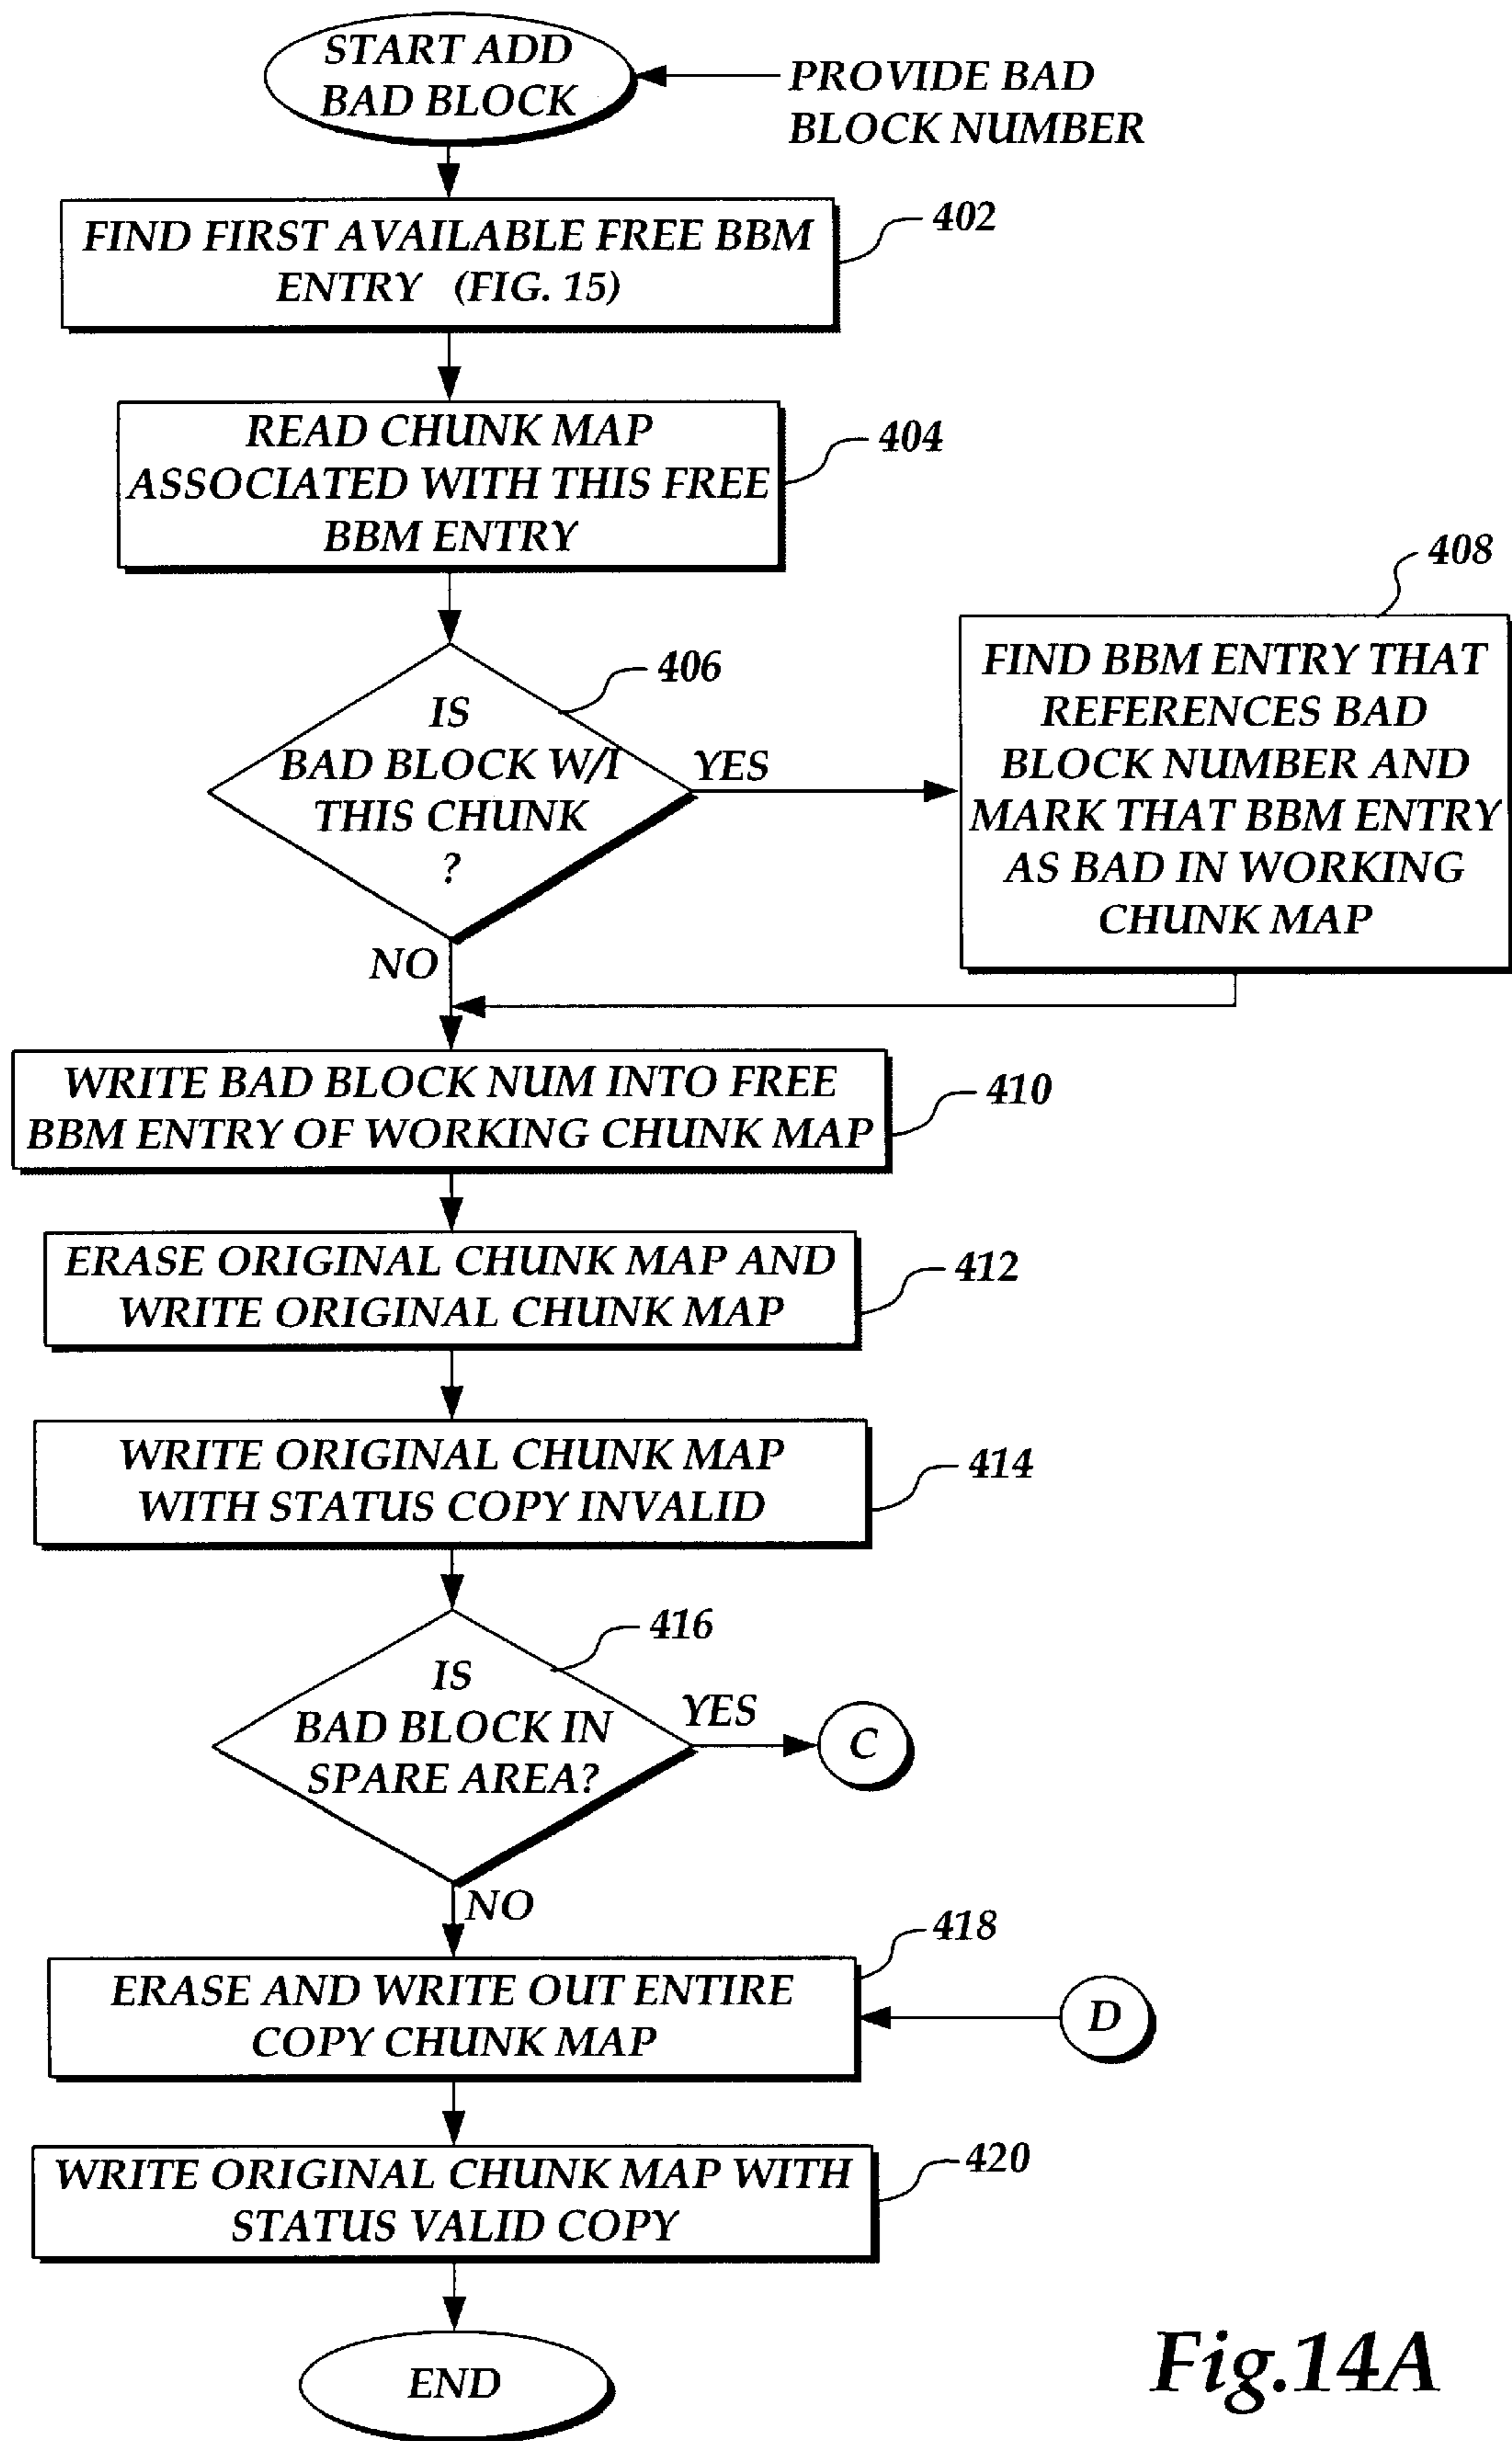 START ADD
BAD BLOCK
PROVIDE BAD
BLOCK NUMBER
FIND FIRST AVAILABLE FREE BBM
ENTRY (FIG. 15)
402
READ CHUNK MAP
ASSOCIATED WITH THIS FREE
BBM ENTRY
404
IS
BAD BLOCK W/I
THIS CHUNK
?
406
YES
NO
FIND BBM ENTRY THAT
REFERENCES BAD
BLOCK NUMBER AND
MARK THAT BBM ENTRY
AS BAD IN WORKING
CHUNK MAP
408
WRITE BAD BLOCK NUM INTO FREE
BBM ENTRY OF WORKING CHUNK MAP
410
ERASE ORIGINAL CHUNK MAP AND
WRITE ORIGINAL CHUNK MAP
412
WRITE ORIGINAL CHUNK MAP
WITH STATUS COPY INVALID
414
IS
BAD BLOCK IN
SPARE AREA?
416
YES
C
NO
ERASE AND WRITE OUT ENTIRE
COPY CHUNK MAP
418
D
WRITE ORIGINAL CHUNK MAP WITH
STATUS VALID COPY
420
END
Fig.14A